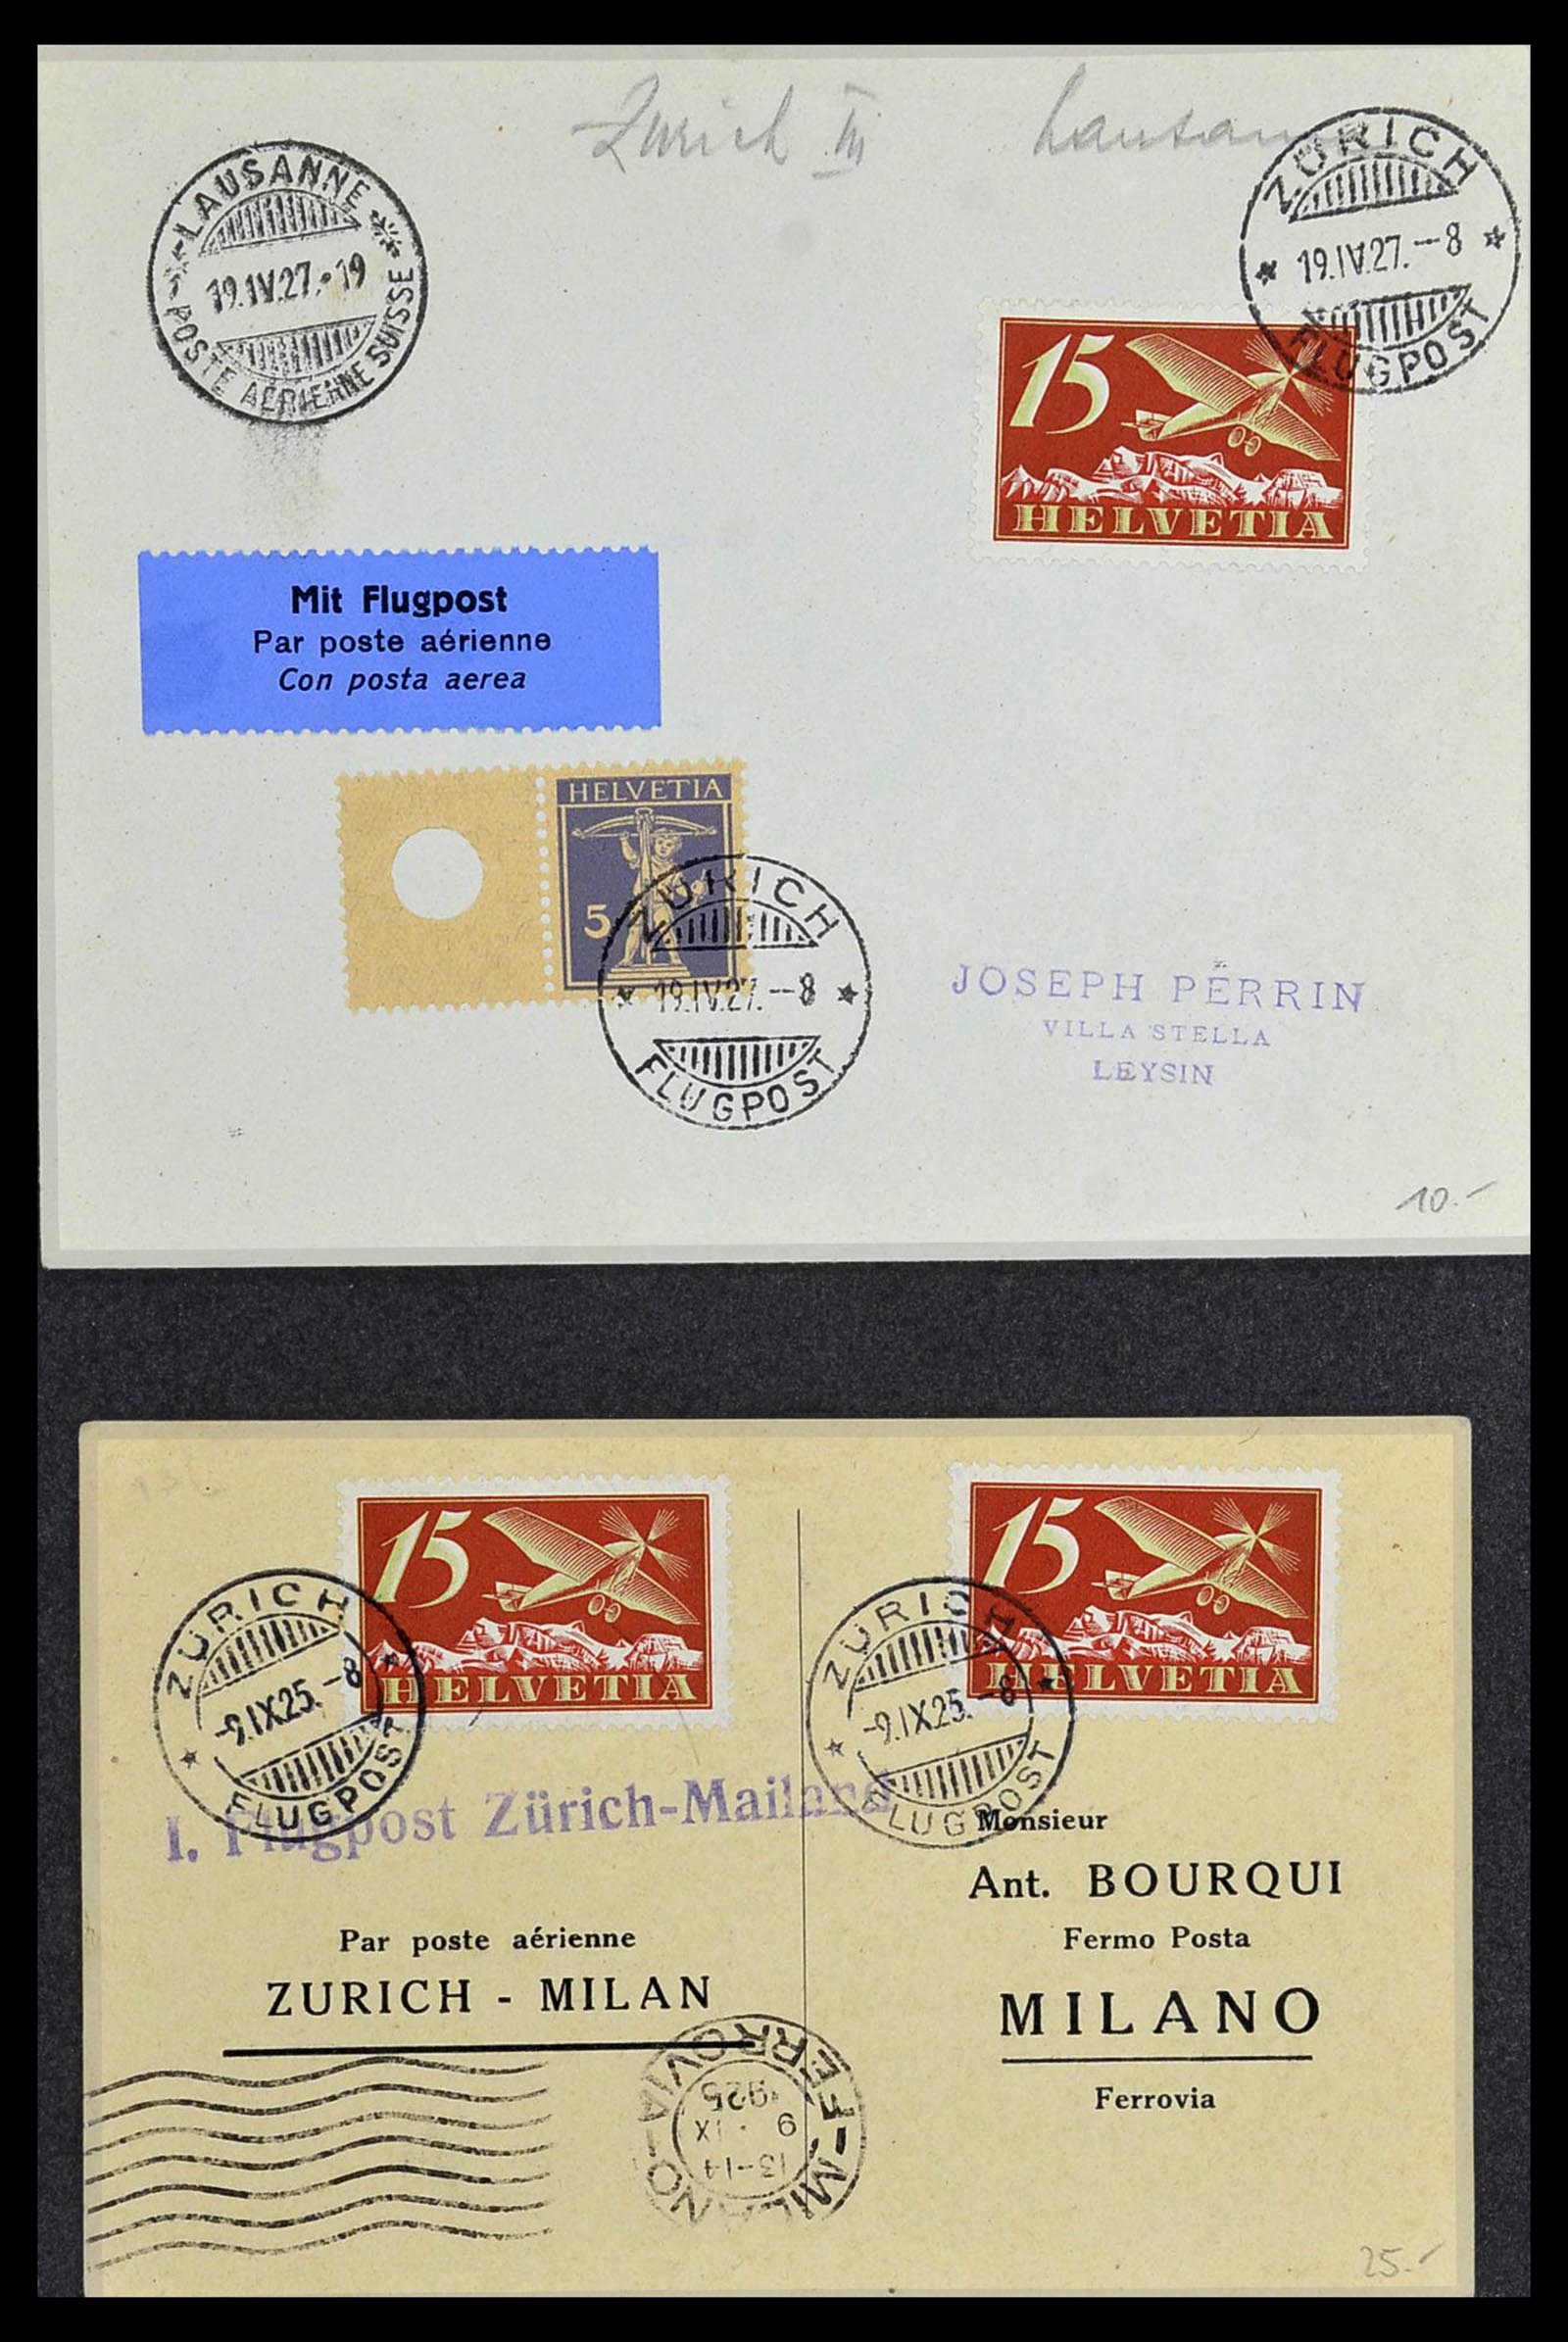 Zurich III Lausanne
LAUSANNE
19.IV.27.•19
POSTE AÉRIENNE SUISSE
ZÜRICH
19.IV.27.–8
FLUGPOST
15
HELVETIA
Mit Flugpost
Par poste aérienne
Con posta aerea
HELVETIA
5
ZÜRICH
19.IV.27.–8
FLUGPOST
JOSEPH PERRIN
VILLA STELLA
LEYSIN
10.-
15
HELVETIA
15
HELVETIA
ZÜRICH
-9.IX.25.-8
FLUGPOST
ZÜRICH
-9.IX.25.-8
FLUGPOST
I. Flugpost Zürich-Mailand
Monsieur
Ant. BOURQUI
Fermo Posta
MILANO
Ferrovia
Par poste aérienne
ZURICH - MILAN
MILANO-FERROVIA
13-14
9 . IX
1925
25.-